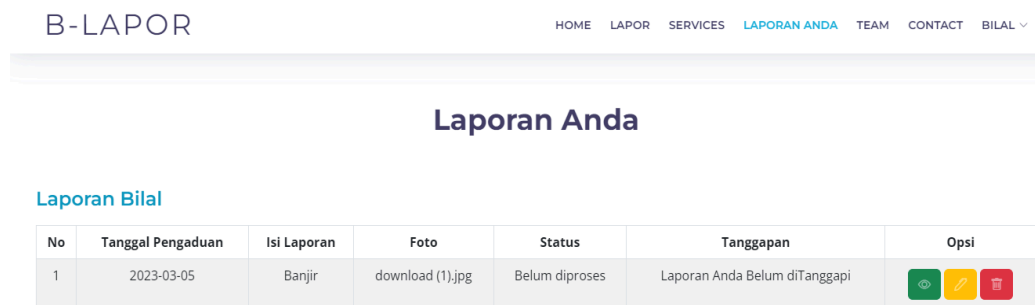 B-LAPOR
HOME LAPOR SERVICES LAPORAN ANDA TEAM CONTACT BILAL
Laporan Anda
Laporan Bilal
No Tanggal Pengaduan Isi Laporan Foto Status Tanggapan Opsi
1 2023-03-05 Banjir download (1).jpg Belum diproses Laporan Anda Belum diTanggapi